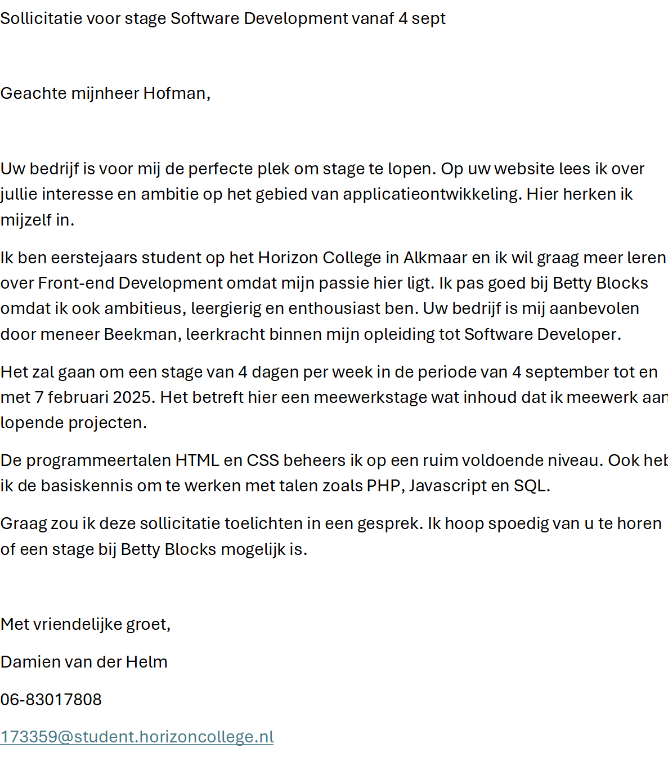 Sollicitatie voor stage Software Development vanaf 4 sept
Geachte mijnheer Hofman,
Uw bedrijf is voor mij de perfecte plek om stage te lopen. Op uw website lees ik over
jullie interesse en ambitie op het gebied van applicatieontwikkeling. Hier herken ik
mijzelf in.
Ik ben eerstejaars student op het Horizon College in Alkmaar en ik wil graag meer leren
over Front-end Development omdat mijn passie hier ligt. Ik pas goed bij Betty Blocks
omdat ik ook ambitieus, leergierig en enthousiast ben. Uw bedrijf is mij aanbevolen
door meneer Beekman, leerkracht binnen mijn opleiding tot Software Developer.
Het zal gaan om een stage van 4 dagen per week in de periode van 4 september tot en
met 7 februari 2025. Het betreft hier een meewerkstage wat inhoud dat ik meewerk aan
lopende projecten.
De programmeertalen HTML en CSS beheers ik op een ruim voldoende niveau. Ook heb
ik de basiskennis om te werken met talen zoals PHP, Javascript en SQL.
Graag zou ik deze sollicitatie toelichten in een gesprek. Ik hoop spoedig van u te horen
of een stage bij Betty Blocks mogelijk is.
Met vriendelijke groet,
Damien van der Helm
06-83017808
173359@student.horizoncollege.nl